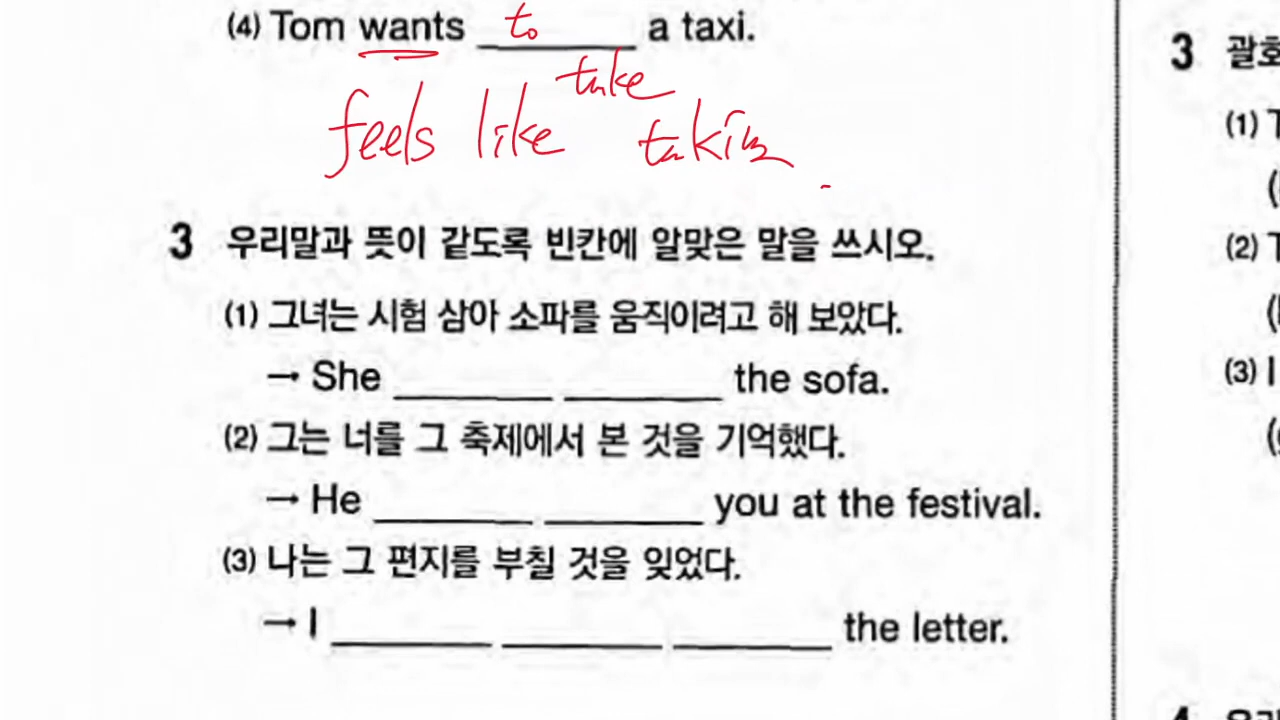 (4) Tom wants to a taxi.
take
feels like taking
3 우리말과 뜻이 같도록 빈칸에 알맞은 말을 쓰시오.
(1) 그녀는 시험 삼아 소파를 움직이려고 해 보았다.
→ She the sofa.
(2) 그는 너를 그 축제에서 본 것을 기억했다.
→ He you at the festival.
(3) 나는 그 편지를 부칠 것을 잊었다.
→ I the letter.
3
(1)
(2)
(3) I